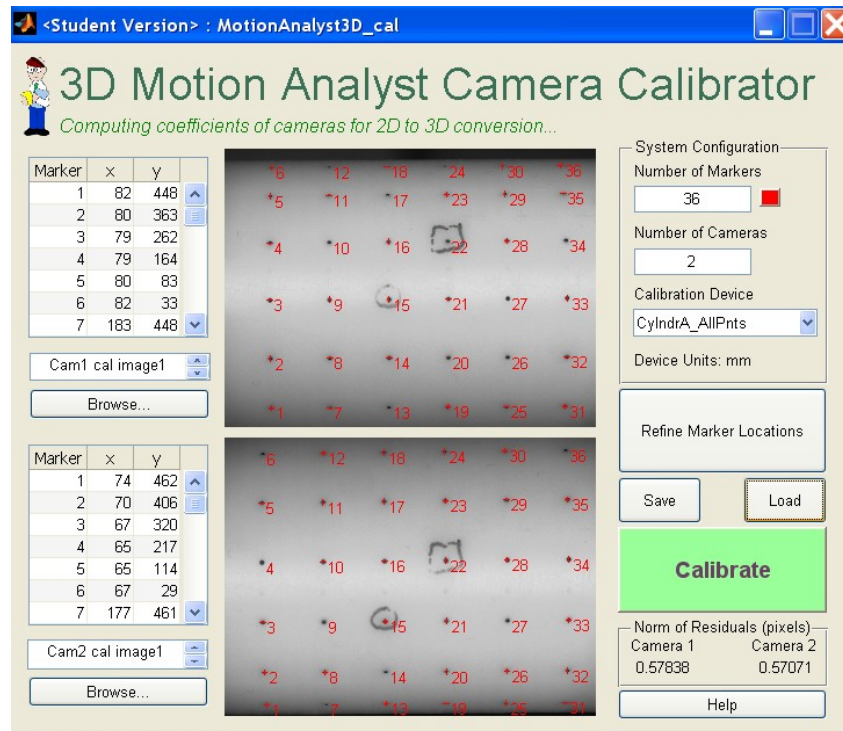 <Student Version> : MotionAnalyst3D_cal
3D Motion Analyst Camera Calibrator
Computing coefficients of cameras for 2D to 3D conversion...
Marker x y
1 82 448
2 80 363
3 79 262
4 79 164
5 80 83
6 82 33
7 183 448
Cam1 cal image1
Browse...
6 12 18 24 30 36
5 11 17 23 29 35
4 10 16 22 28 34
3 9 15 21 27 33
2 8 14 20 26 32
1 7 13 19 25 31
Marker x y
1 74 462
2 70 406
3 67 320
4 65 217
5 65 114
6 67 29
7 177 461
Cam2 cal image1
Browse...
6 12 18 24 30 36
5 11 17 23 29 35
4 10 16 22 28 34
3 9 15 21 27 33
2 8 14 20 26 32
1 7 13 19 25 31
System Configuration
Number of Markers
36
Number of Cameras
2
Calibration Device
CylndrA_AllPnts
Device Units: mm
Refine Marker Locations
Save Load
Calibrate
Norm of Residuals (pixels)
Camera 1 Camera 2
0.57838 0.57071
Help